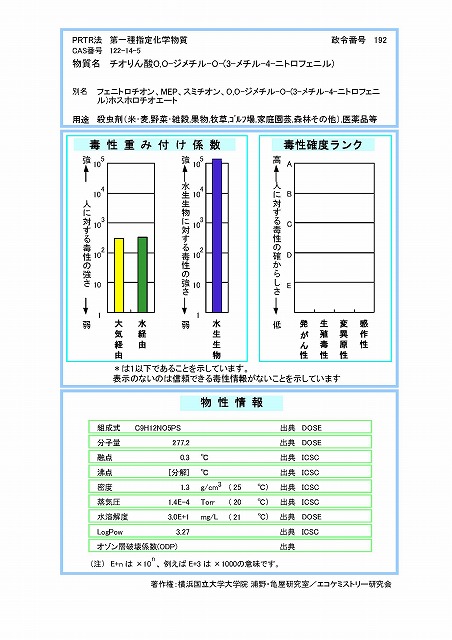 PRTR法 第一種指定化学物質 政令番号 192
CAS番号 122-14-5
物質名 チオりん酸O,O-ジメチル-O-(3-メチル-4-ニトロフェニル)
別名 フェニトロチオン、MEP、スミチオン、O,O-ジメチル-O-(3-メチル-4-ニトロフェニ
ル)ホスホロチオエート
用途 殺虫剤(米・麦,野菜・雑穀,果物,牧草,ゴルフ場,家庭園芸,森林その他),医薬品等
毒性重み付け係数
強
人に対する毒性の強さ
弱
10^5
10^4
10^3
10^2
10
1
大気経由
水経由
強
水生生物に対する毒性の強さ
弱
10^5
10^4
10^3
10^2
10
1
水生生物
毒性確度ランク
高
人に対する毒性の確からしさ
低
A
B
C
D
E
発がん性
生殖毒性
変異原性
感作性
*は1以下であることを示しています。
表示のないのは信頼できる毒性情報がないことを示しています
物性情報
組成式 C9H12NO5PS 出典 DOSE
分子量 277.2 出典 DOSE
融点 0.3 ℃ 出典 ICSC
沸点 [分解] ℃ 出典 ICSC
密度 1.3 g/cm³ (25 ℃) 出典 ICSC
蒸気圧 1.4E-4 Torr (20 ℃) 出典 ICSC
水溶解度 3.0E+1 mg/L (21 ℃) 出典 DOSE
LogPow 3.27 出典 ICSC
オゾン層破壊係数(ODP) 出典
(注) E+n は ×10^n、例えば E+3 は ×1000の意味です。
著作権:横浜国立大学大学院 浦野・亀屋研究室/エコケミストリー研究会